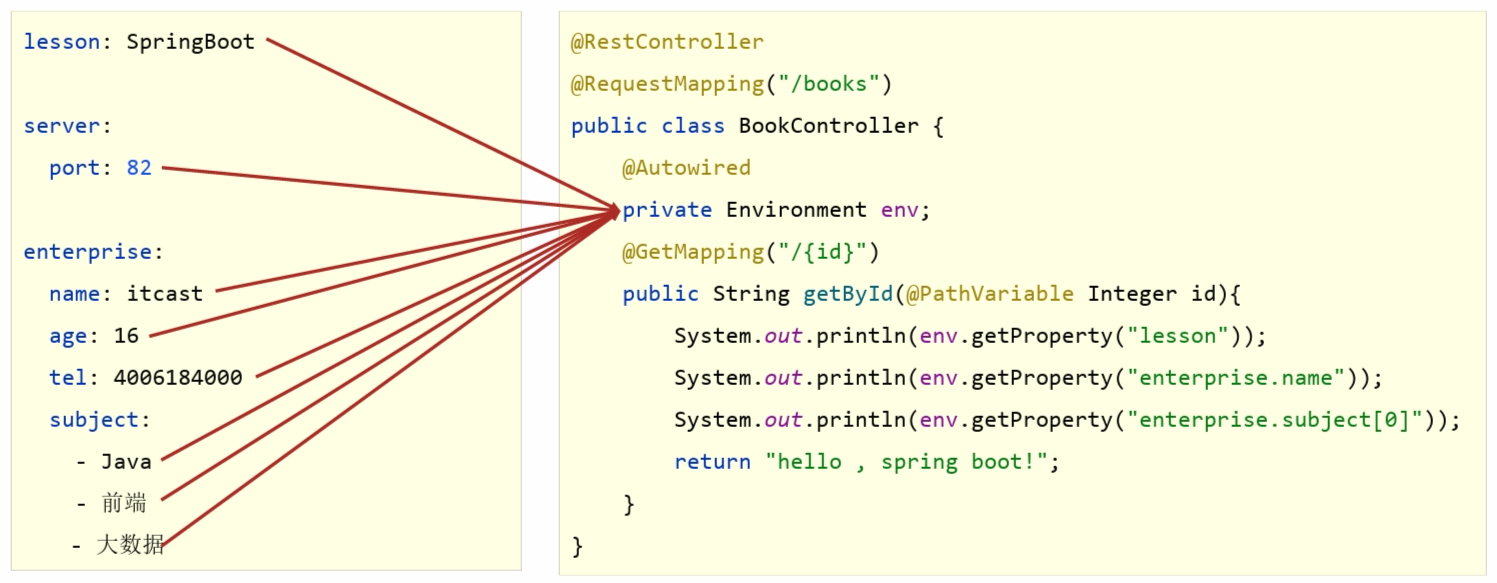 lesson: SpringBoot
server:
  port: 82
enterprise:
  name: itcast
  age: 16
  tel: 4006184000
  subject:
    - Java
    - 前端
    - 大数据
@RestController
@RequestMapping("/books")
public class BookController {
    @Autowired
    private Environment env;
    @GetMapping("/{id}")
    public String getById(@PathVariable Integer id){
        System.out.println(env.getProperty("lesson"));
        System.out.println(env.getProperty("enterprise.name"));
        System.out.println(env.getProperty("enterprise.subject[0]"));
        return "hello , spring boot!";
    }
}